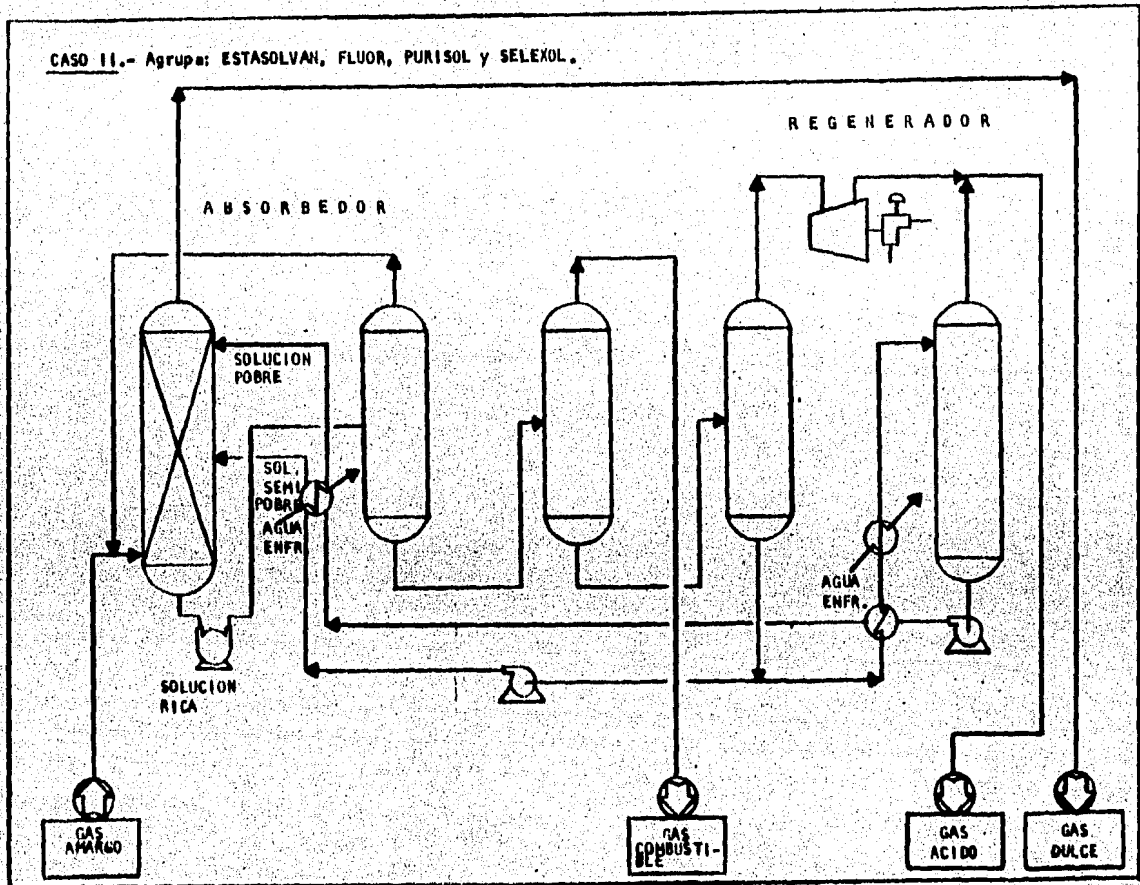 CASO II.- Agrupa: ESTASOLVAN, FLUOR, PURISOL y SELEXOL.
REGENERADOR
ABSORBEDOR
SOLUCION
POBRE
SOL.
SEMI
POBRE
AGUA
ENFR
AGUA
ENFR.
SOLUCION
RICA
GAS
AMARGO
GAS
COMBUSTI-
BLE
GAS
ACIDO
GAS
DULCE